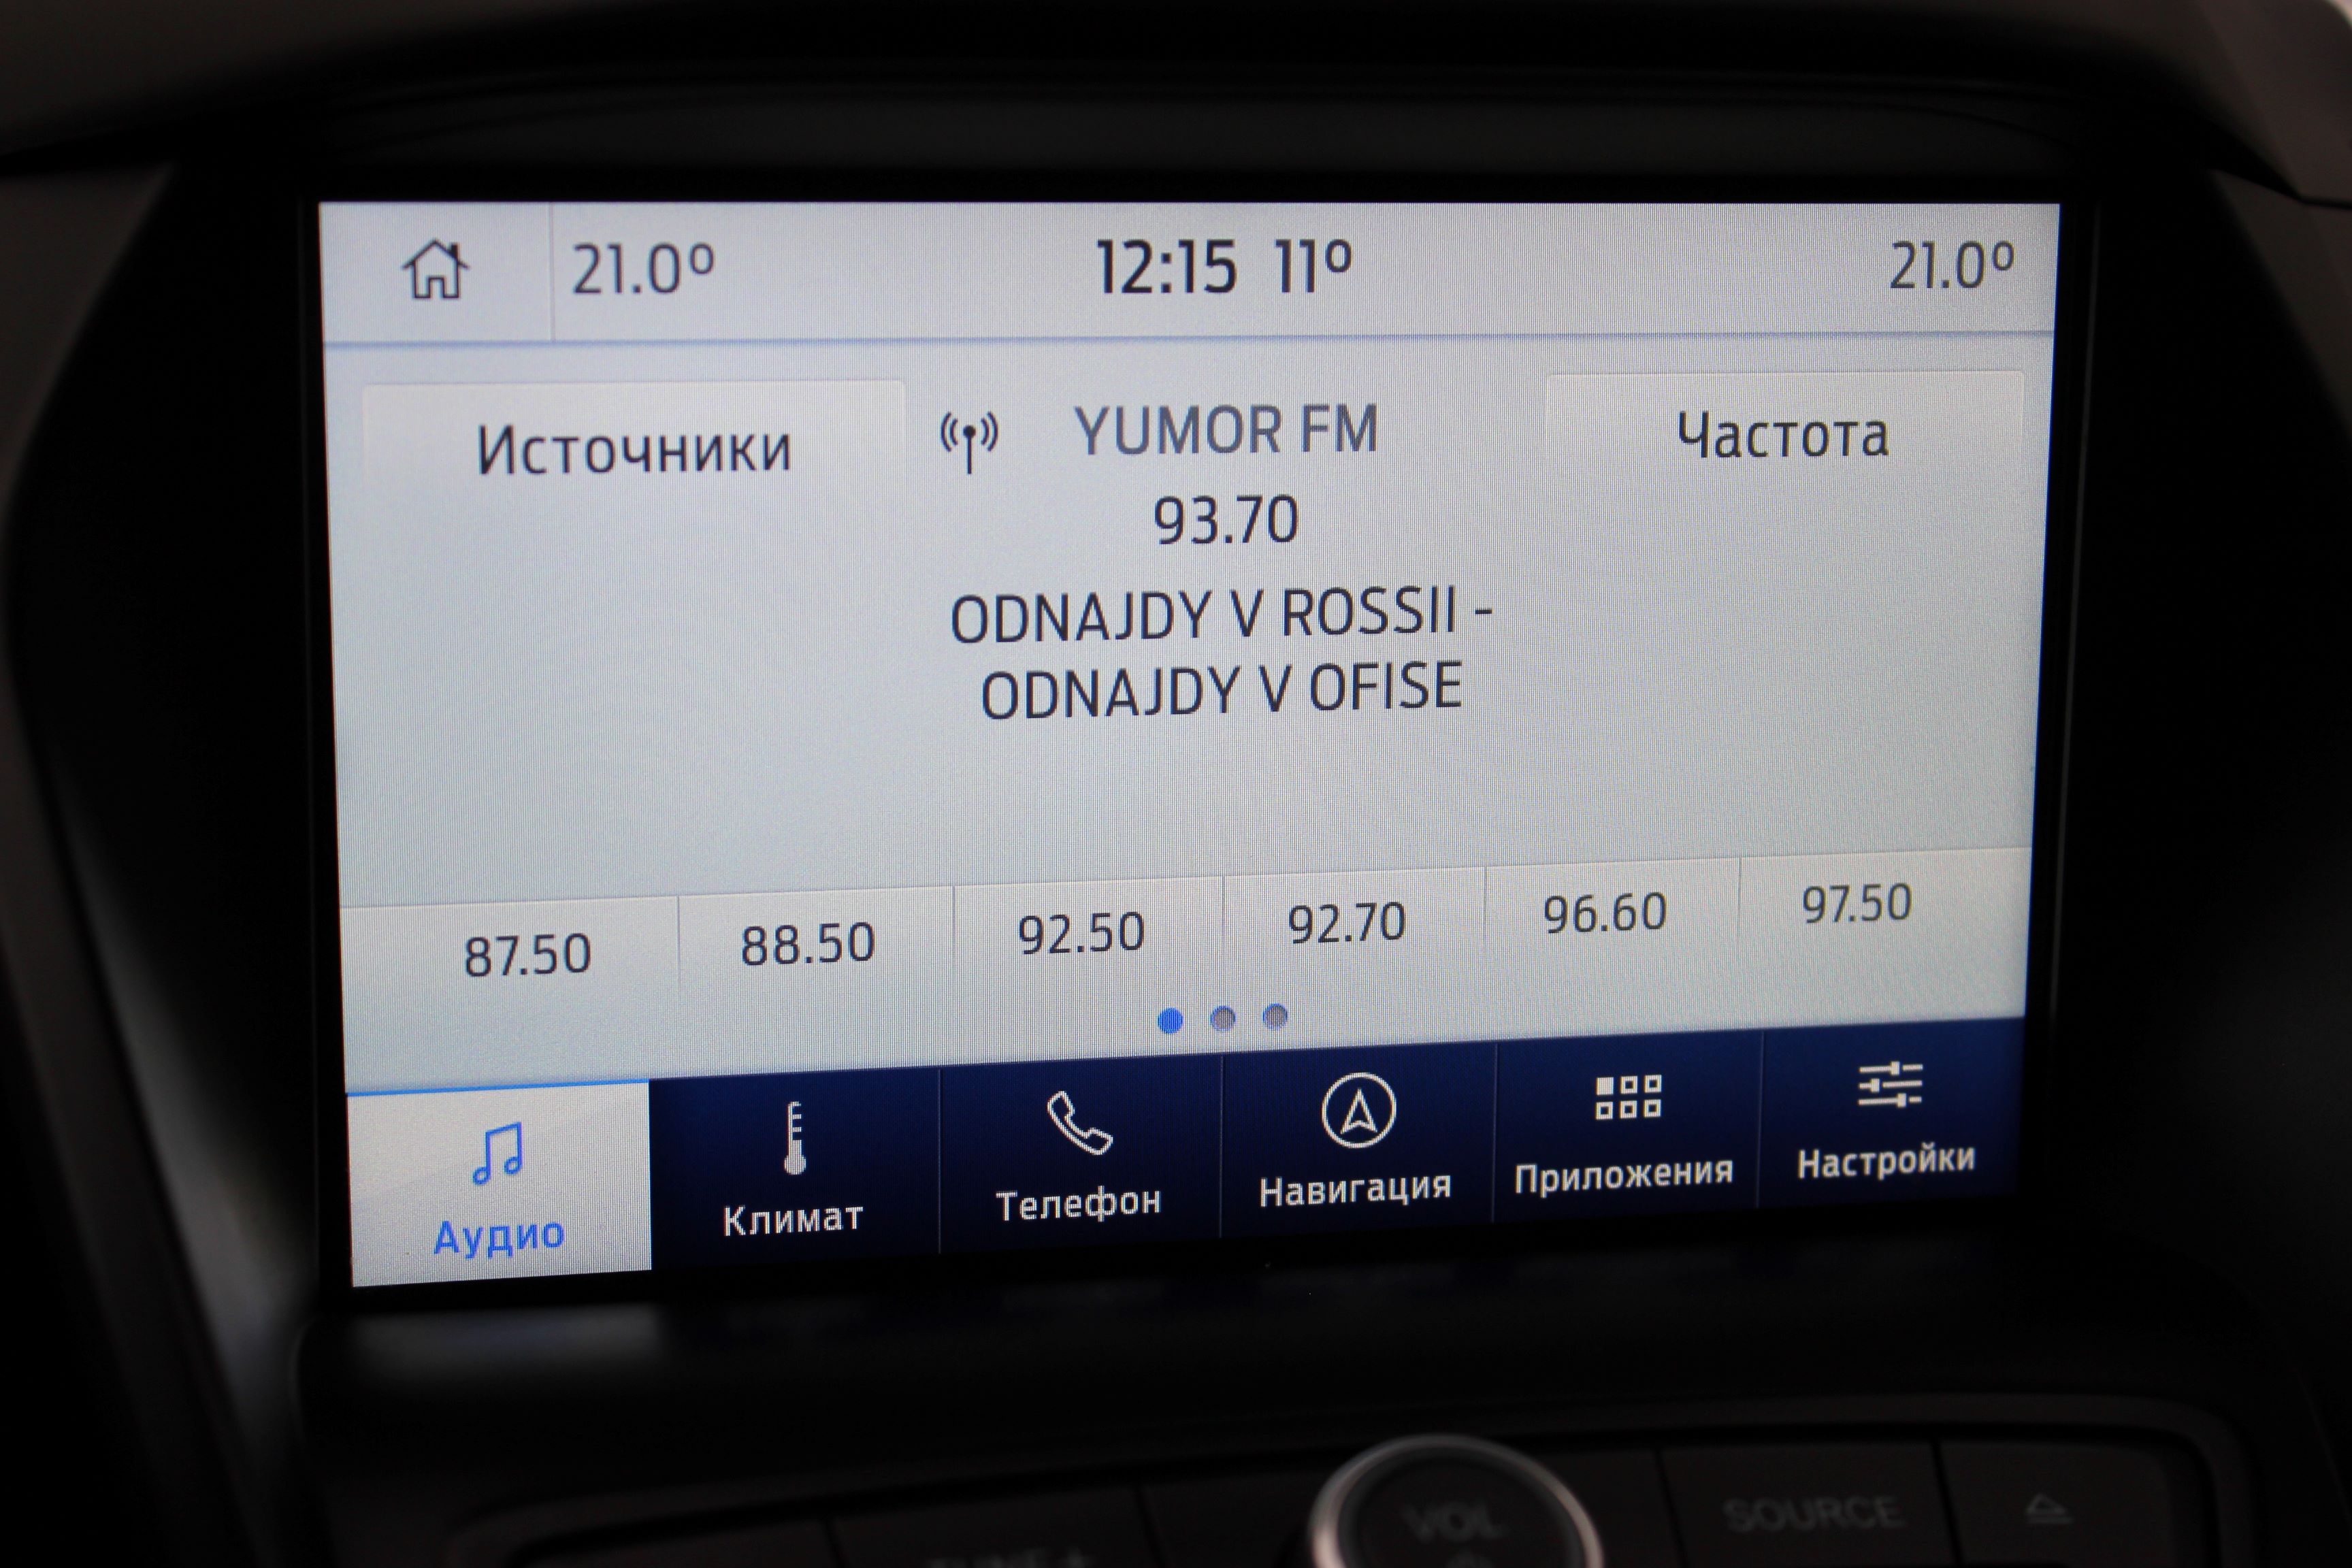 21.0º 12:15 11º 21.0º
Источники YUMOR FM Частота
93.70
ODNAJDY V ROSSII -
ODNAJDY V OFISE
87.50 88.50 92.50 92.70 96.60 97.50
Аудио Климат Телефон Навигация Приложения Настройки
VOL SOURCE
TUNE +